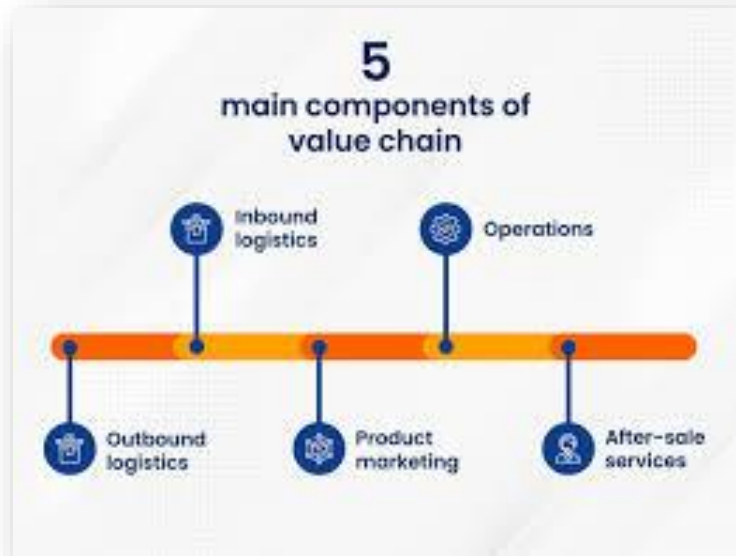 5
main components of
value chain
Inbound
logistics
Operations
Outbound
logistics
Product
marketing
After-sale
services